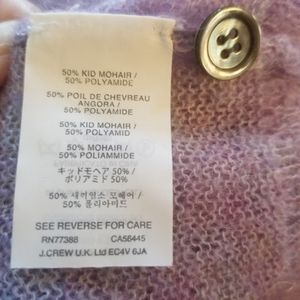 50% KID MOHAIR /
50% POLYAMIDE
50% POIL DE CHEVREAU
ANGORA /
50% POLYAMIDE
50% KID MOHAIR /
50% POLYAMID
50% MOHAIR /
50% POLIAMMIDE
キッドモヘア 50% /
ポリアミド 50%
50% 새끼염소 모헤어 /
50% 폴리아미드
SEE REVERSE FOR CARE
RN77388 CA56445
J.CREW U.K. Ltd EC4V 6JA